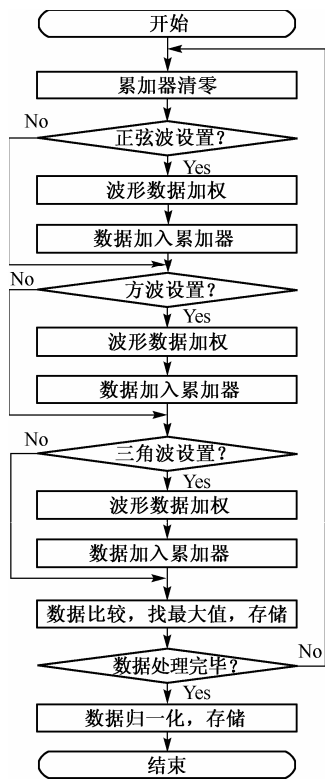 开始
累加器清零
No
正弦波设置?
Yes
波形数据加权
数据加入累加器
No
方波设置?
Yes
波形数据加权
数据加入累加器
No
三角波设置?
Yes
波形数据加权
数据加入累加器
数据比较，找最大值，存储
数据处理完毕?
No
Yes
数据归一化，存储
结束